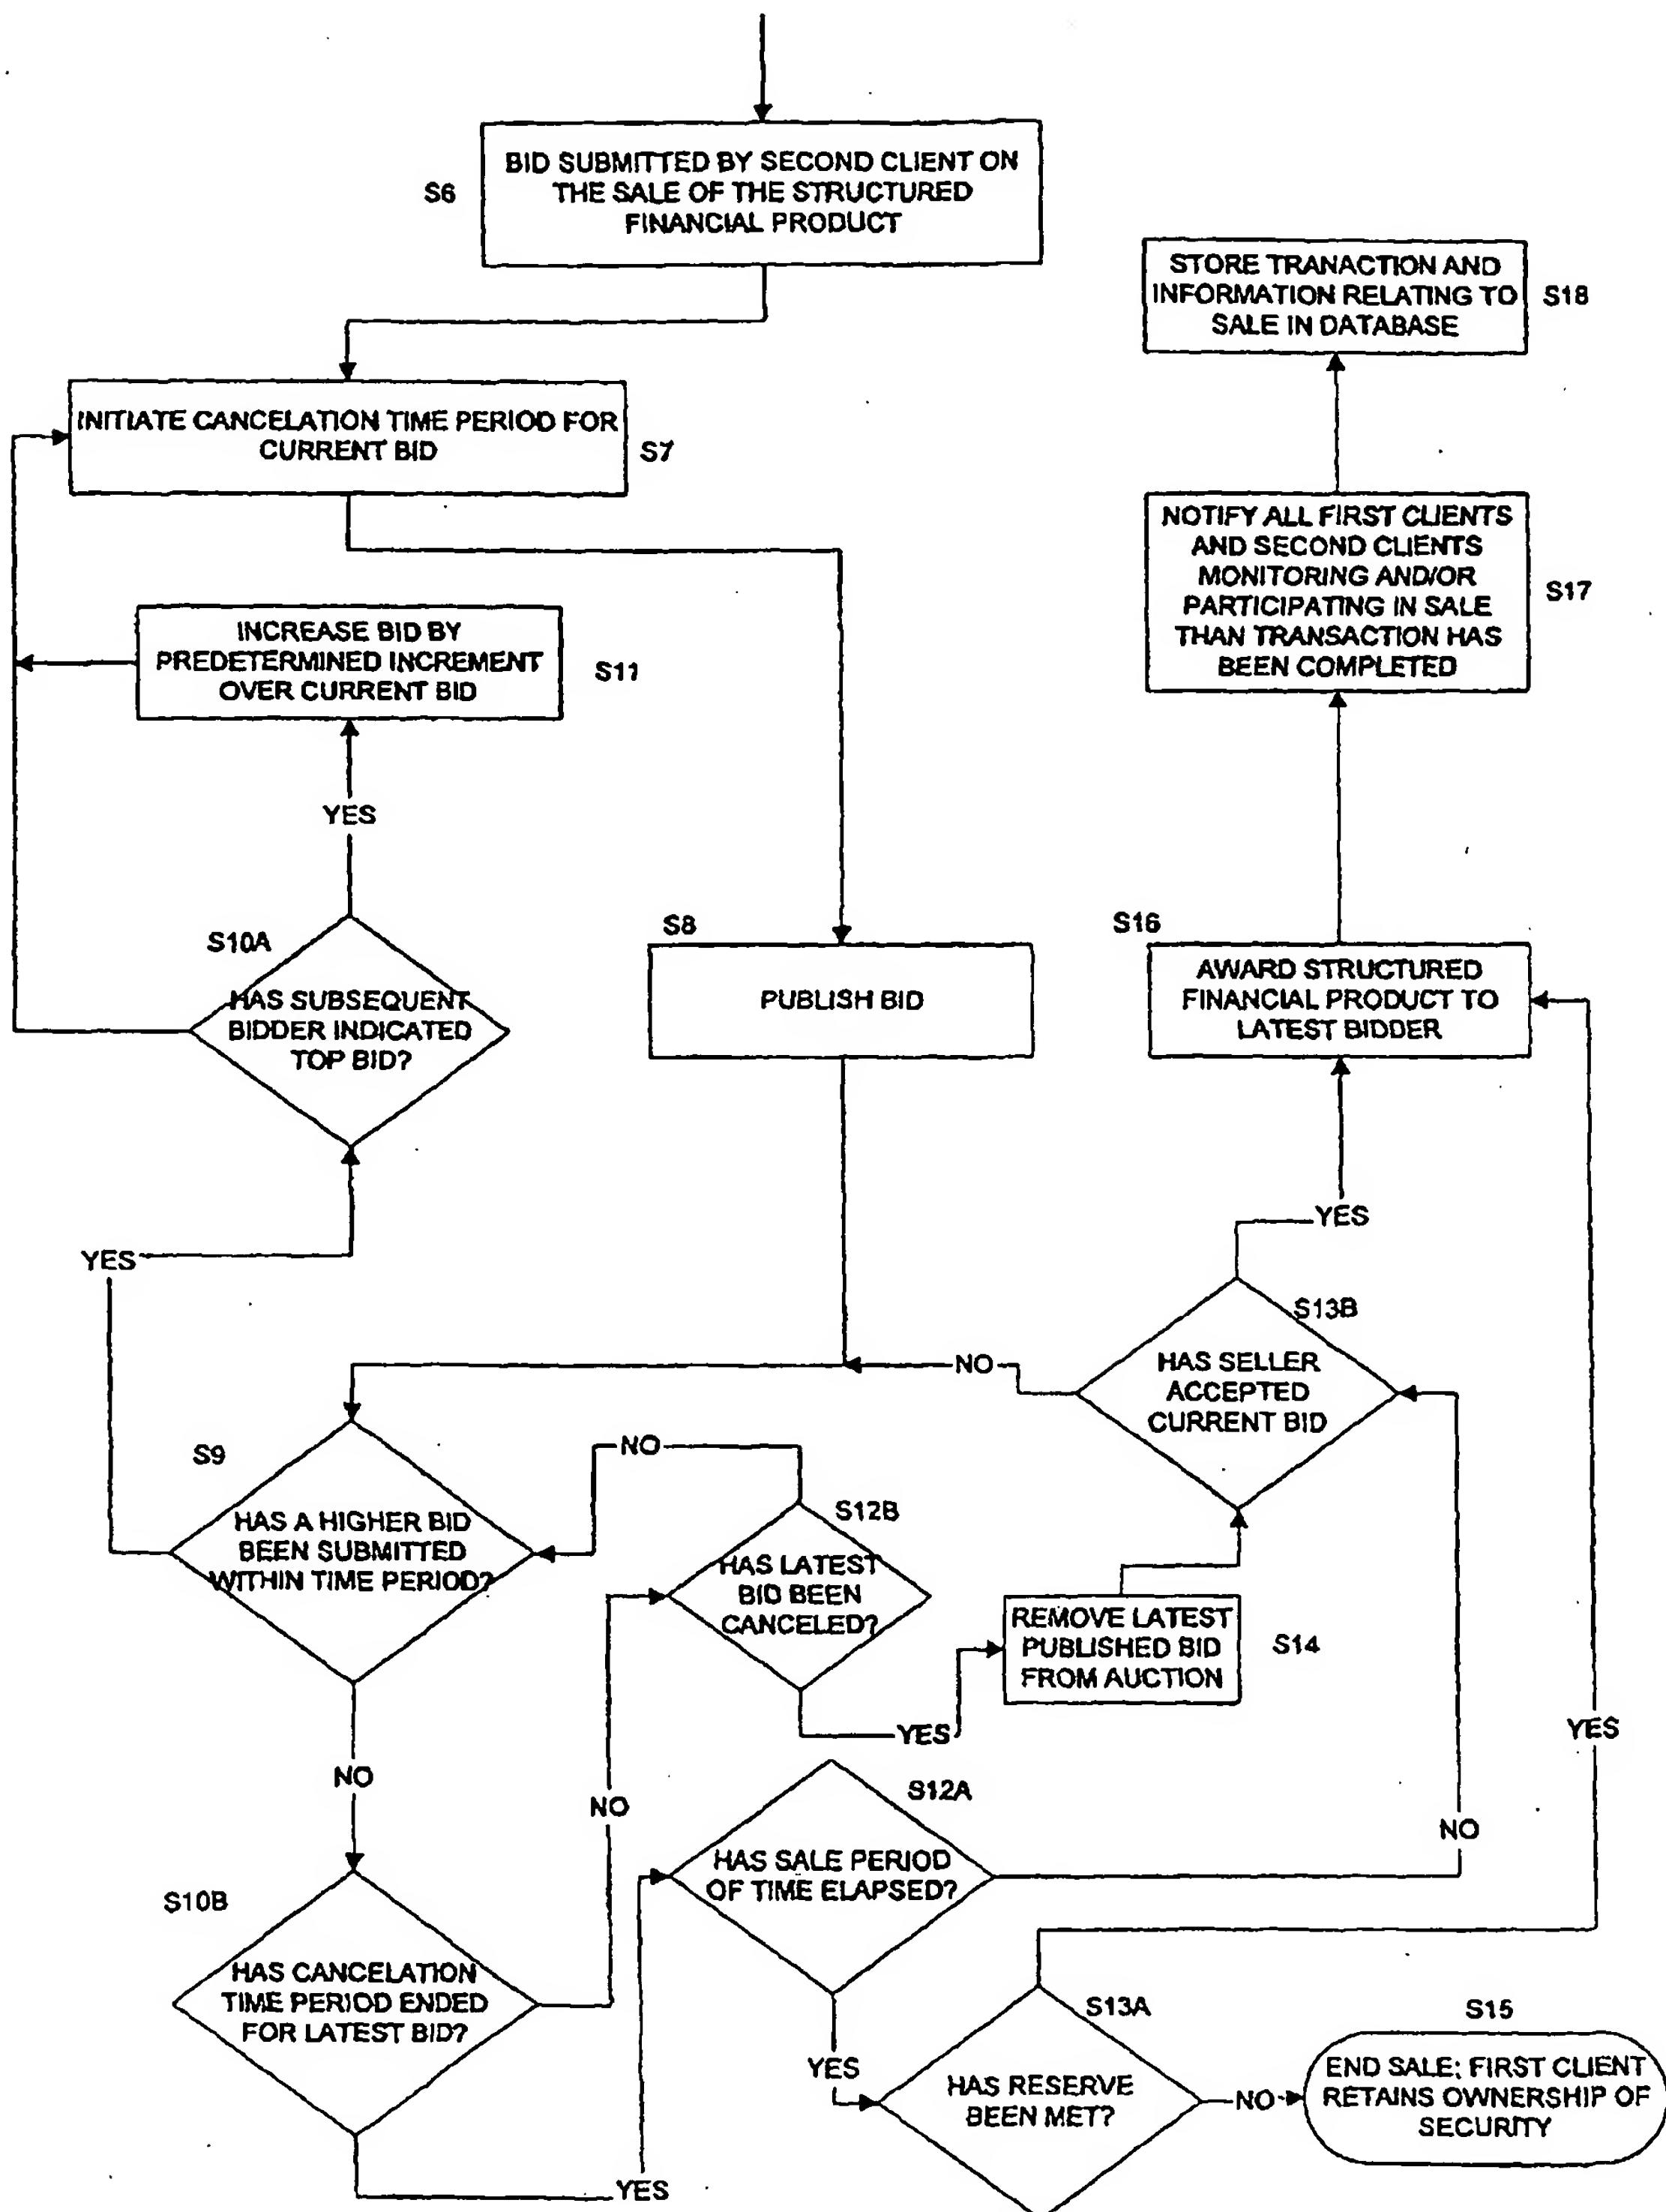 S6
BID SUBMITTED BY SECOND CLIENT ON
THE SALE OF THE STRUCTURED
FINANCIAL PRODUCT
STORE TRANACTION AND
INFORMATION RELATING TO
SALE IN DATABASE
S18
INITIATE CANCELATION TIME PERIOD FOR
CURRENT BID
S7
NOTIFY ALL FIRST CLIENTS
AND SECOND CLIENTS
MONITORING AND/OR
PARTICIPATING IN SALE
THAN TRANSACTION HAS
BEEN COMPLETED
S17
INCREASE BID BY
PREDETERMINED INCREMENT
OVER CURRENT BID
S11
YES
S10A
HAS SUBSEQUENT
BIDDER INDICATED
TOP BID?
S8
PUBLISH BID
S16
AWARD STRUCTURED
FINANCIAL PRODUCT TO
LATEST BIDDER
YES
YES
S13B
HAS SELLER
ACCEPTED
CURRENT BID
NO
S9
HAS A HIGHER BID
BEEN SUBMITTED
WITHIN TIME PERIOD?
NO
S12B
HAS LATEST
BID BEEN
CANCELED?
REMOVE LATEST
PUBLISHED BID
FROM AUCTION
S14
YES
YES
NO
NO
S12A
HAS SALE PERIOD
OF TIME ELAPSED?
NO
S10B
HAS CANCELATION
TIME PERIOD ENDED
FOR LATEST BID?
YES
YES
S13A
HAS RESERVE
BEEN MET?
NO
S15
END SALE; FIRST CLIENT
RETAINS OWNERSHIP OF
SECURITY